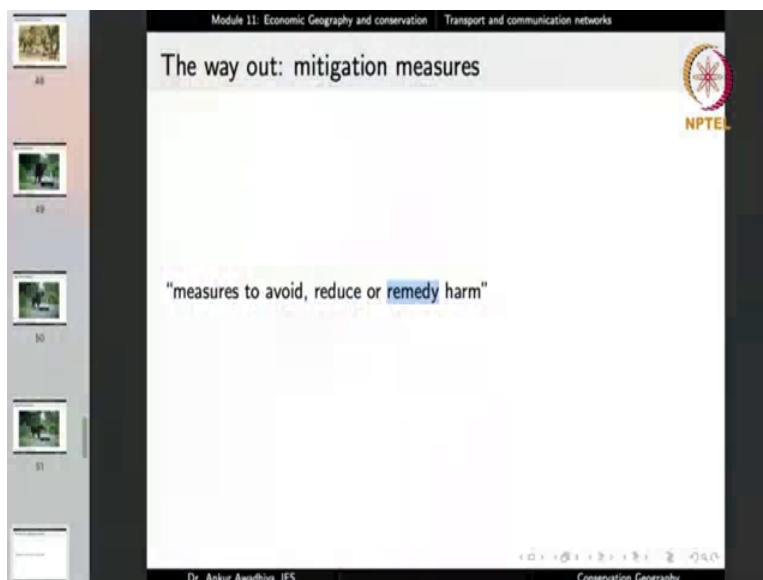 Module 11: Economic Geography and conservation Transport and communication networks
The way out: mitigation measures
NPTEL
"measures to avoid, reduce or remedy harm"
48
49
50
51
Dr. Ankur Awadhiya, IFS Conservation Geography